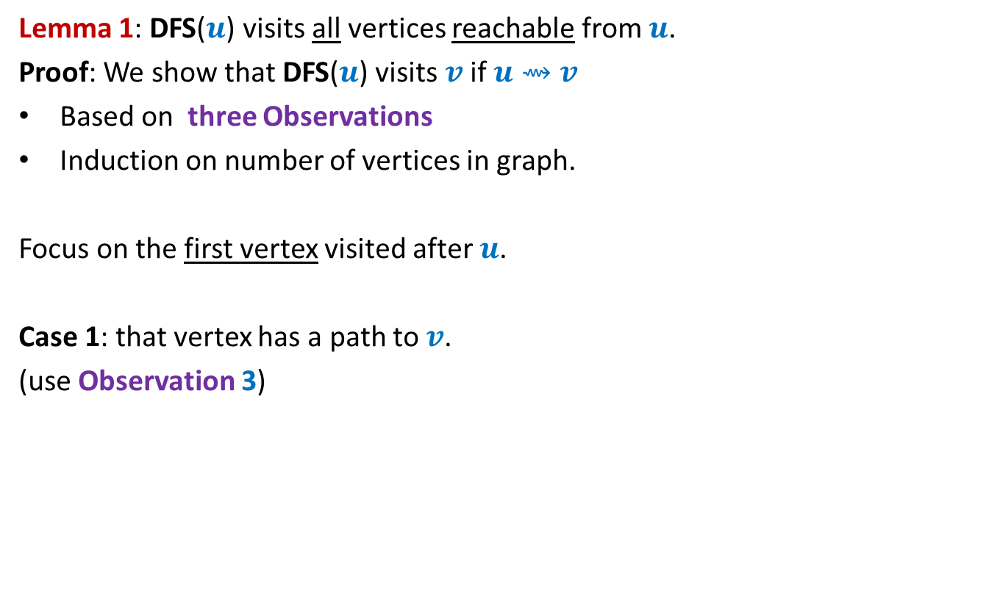 Lemma 1: DFS(u) visits all vertices reachable from u.
Proof: We show that DFS(u) visits v if u ⇝ v
• Based on three Observations
• Induction on number of vertices in graph.
Focus on the first vertex visited after u.
Case 1: that vertex has a path to v.
(use Observation 3)